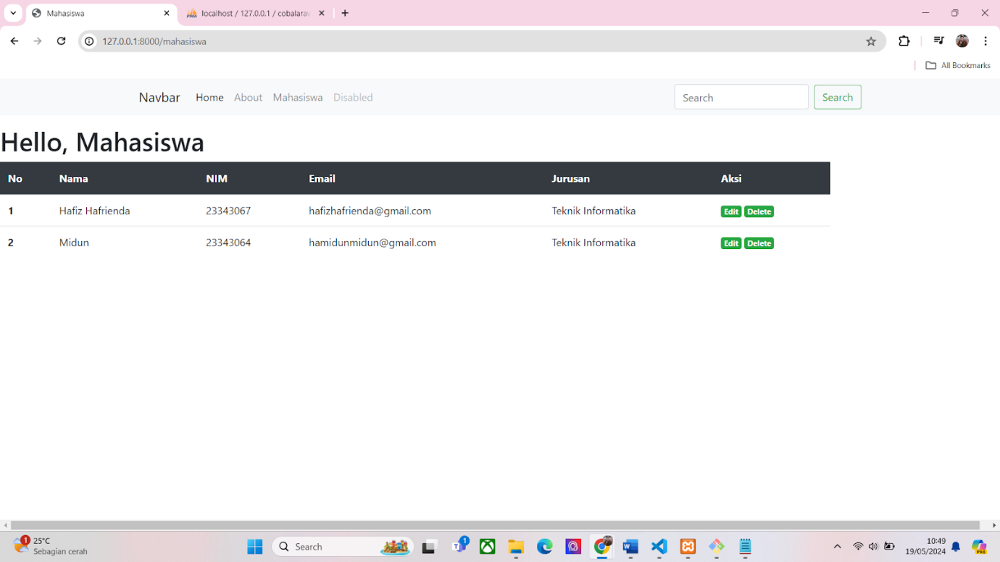 Mahasiswa
localhost / 127.0.0.1 / cobalarav
127.0.0.1:8000/mahasiswa
All Bookmarks
Navbar Home About Mahasiswa Disabled Search Search
Hello, Mahasiswa
No Nama NIM Email Jurusan Aksi
1 Hafiz Hafrienda 23343067 hafizhafrienda@gmail.com Teknik Informatika Edit Delete
2 Midun 23343064 hamidunmidun@gmail.com Teknik Informatika Edit Delete
1 25°C
Sebagian cerah
Search
1
10:49
19/05/2024
PRE